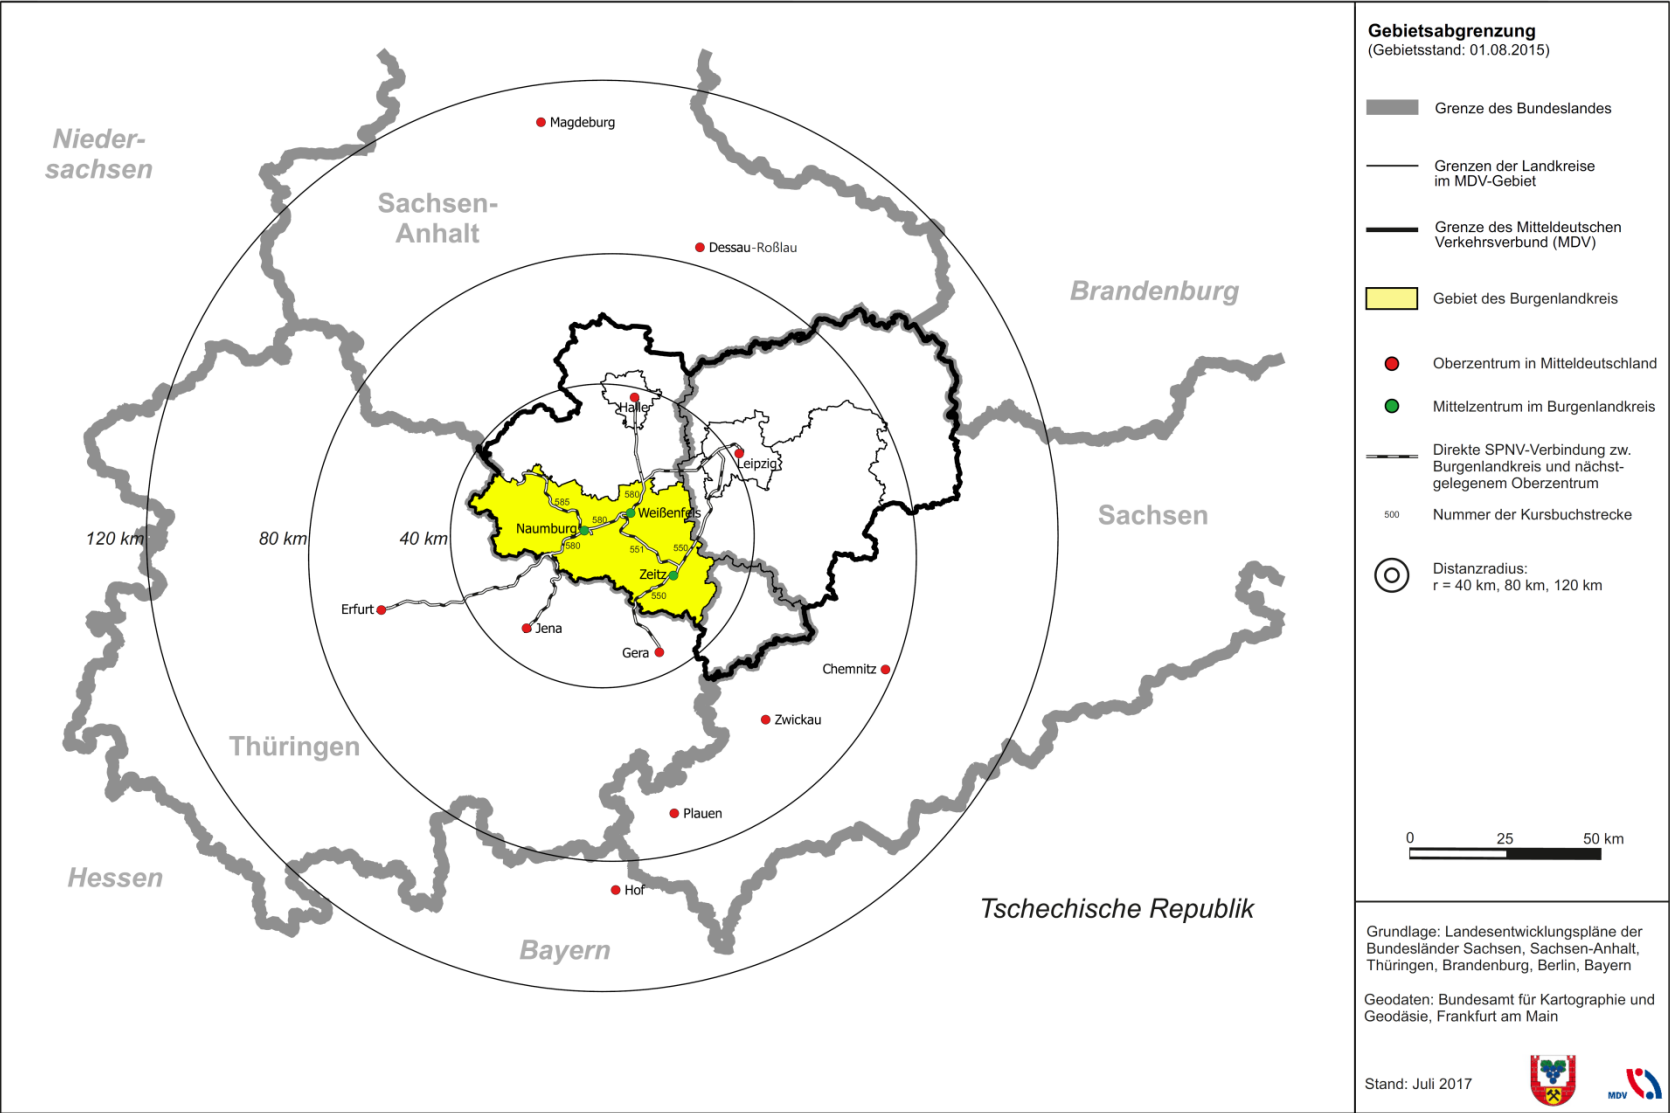 Nieder-
sachsen
Sachsen-
Anhalt
Magdeburg
Dessau-Roßlau
Brandenburg
Halle
Leipzig
585
580
Weißenfels
580
Naumburg
580
551
550
Zeitz
550
120 km
80 km
40 km
Sachsen
Erfurt
Jena
Gera
Chemnitz
Zwickau
Thüringen
Plauen
Hessen
Hof
Bayern
Tschechische Republik
Gebietsabgrenzung
(Gebietsstand: 01.08.2015)
Grenze des Bundeslandes
Grenzen der Landkreise
im MDV-Gebiet
Grenze des Mitteldeutschen
Verkehrsverbund (MDV)
Gebiet des Burgenlandkreis
Oberzentrum in Mitteldeutschland
Mittelzentrum im Burgenlandkreis
Direkte SPNV-Verbindung zw.
Burgenlandkreis und nächst-
gelegenem Oberzentrum
500 Nummer der Kursbuchstrecke
Distanzradius:
r = 40 km, 80 km, 120 km
0 25 50 km
Grundlage: Landesentwicklungspläne der
Bundesländer Sachsen, Sachsen-Anhalt,
Thüringen, Brandenburg, Berlin, Bayern
Geodaten: Bundesamt für Kartographie und
Geodäsie, Frankfurt am Main
Stand: Juli 2017
MDV